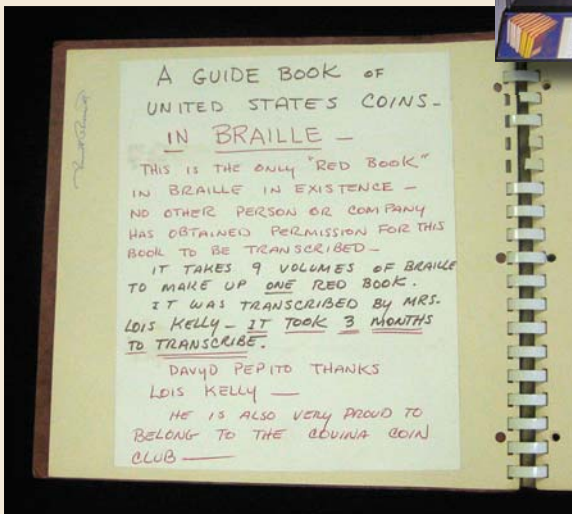 A GUIDE BOOK OF
UNITED STATES COINS-
IN BRAILLE -
THIS IS THE ONLY "RED BOOK"
IN BRAILLE IN EXISTENCE -
NO OTHER PERSON OR COMPANY
HAS OBTAINED PERMISSION FOR THIS
BOOK TO BE TRANSCRIBED -
IT TAKES 9 VOLUMES OF BRAILLE
TO MAKE UP ONE RED BOOK.
IT WAS TRANSCRIBED BY MRS.
LOIS KELLY - IT TOOK 3 MONTHS
TO TRANSCRIBE.
DAVYD PEPITO THANKS
LOIS KELLY -
HE IS ALSO VERY PROUD TO
BELONG TO THE COVINA COIN
CLUB -